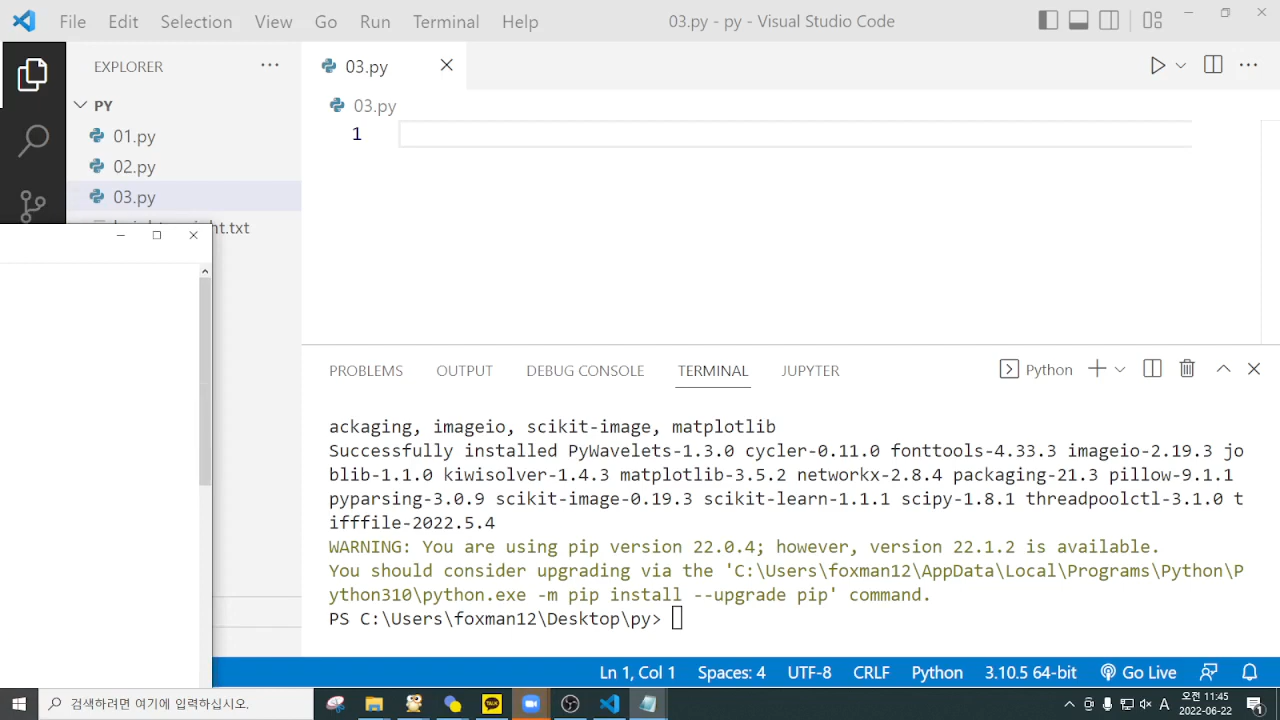 File Edit Selection View Go Run Terminal Help 03.py - py - Visual Studio Code
EXPLORER
03.py
PY
03.py
01.py
1
02.py
03.py
ht.txt
PROBLEMS OUTPUT DEBUG CONSOLE TERMINAL JUPYTER Python
ackaging, imageio, scikit-image, matplotlib
Successfully installed PyWavelets-1.3.0 cycler-0.11.0 fonttools-4.33.3 imageio-2.19.3 jo
blib-1.1.0 kiwisolver-1.4.3 matplotlib-3.5.2 networkx-2.8.4 packaging-21.3 pillow-9.1.1
pyparsing-3.0.9 scikit-image-0.19.3 scikit-learn-1.1.1 scipy-1.8.1 threadpoolctl-3.1.0 t
ifffile-2022.5.4
WARNING: You are using pip version 22.0.4; however, version 22.1.2 is available.
You should consider upgrading via the 'C:\Users\foxman12\AppData\Local\Programs\Python\P
ython310\python.exe -m pip install --upgrade pip' command.
PS C:\Users\foxman12\Desktop\py>
Ln 1, Col 1 Spaces: 4 UTF-8 CRLF Python 3.10.5 64-bit Go Live
검색하려면 여기에 입력하십시오.
TALK
A
오전 11:45
2022-06-22
1